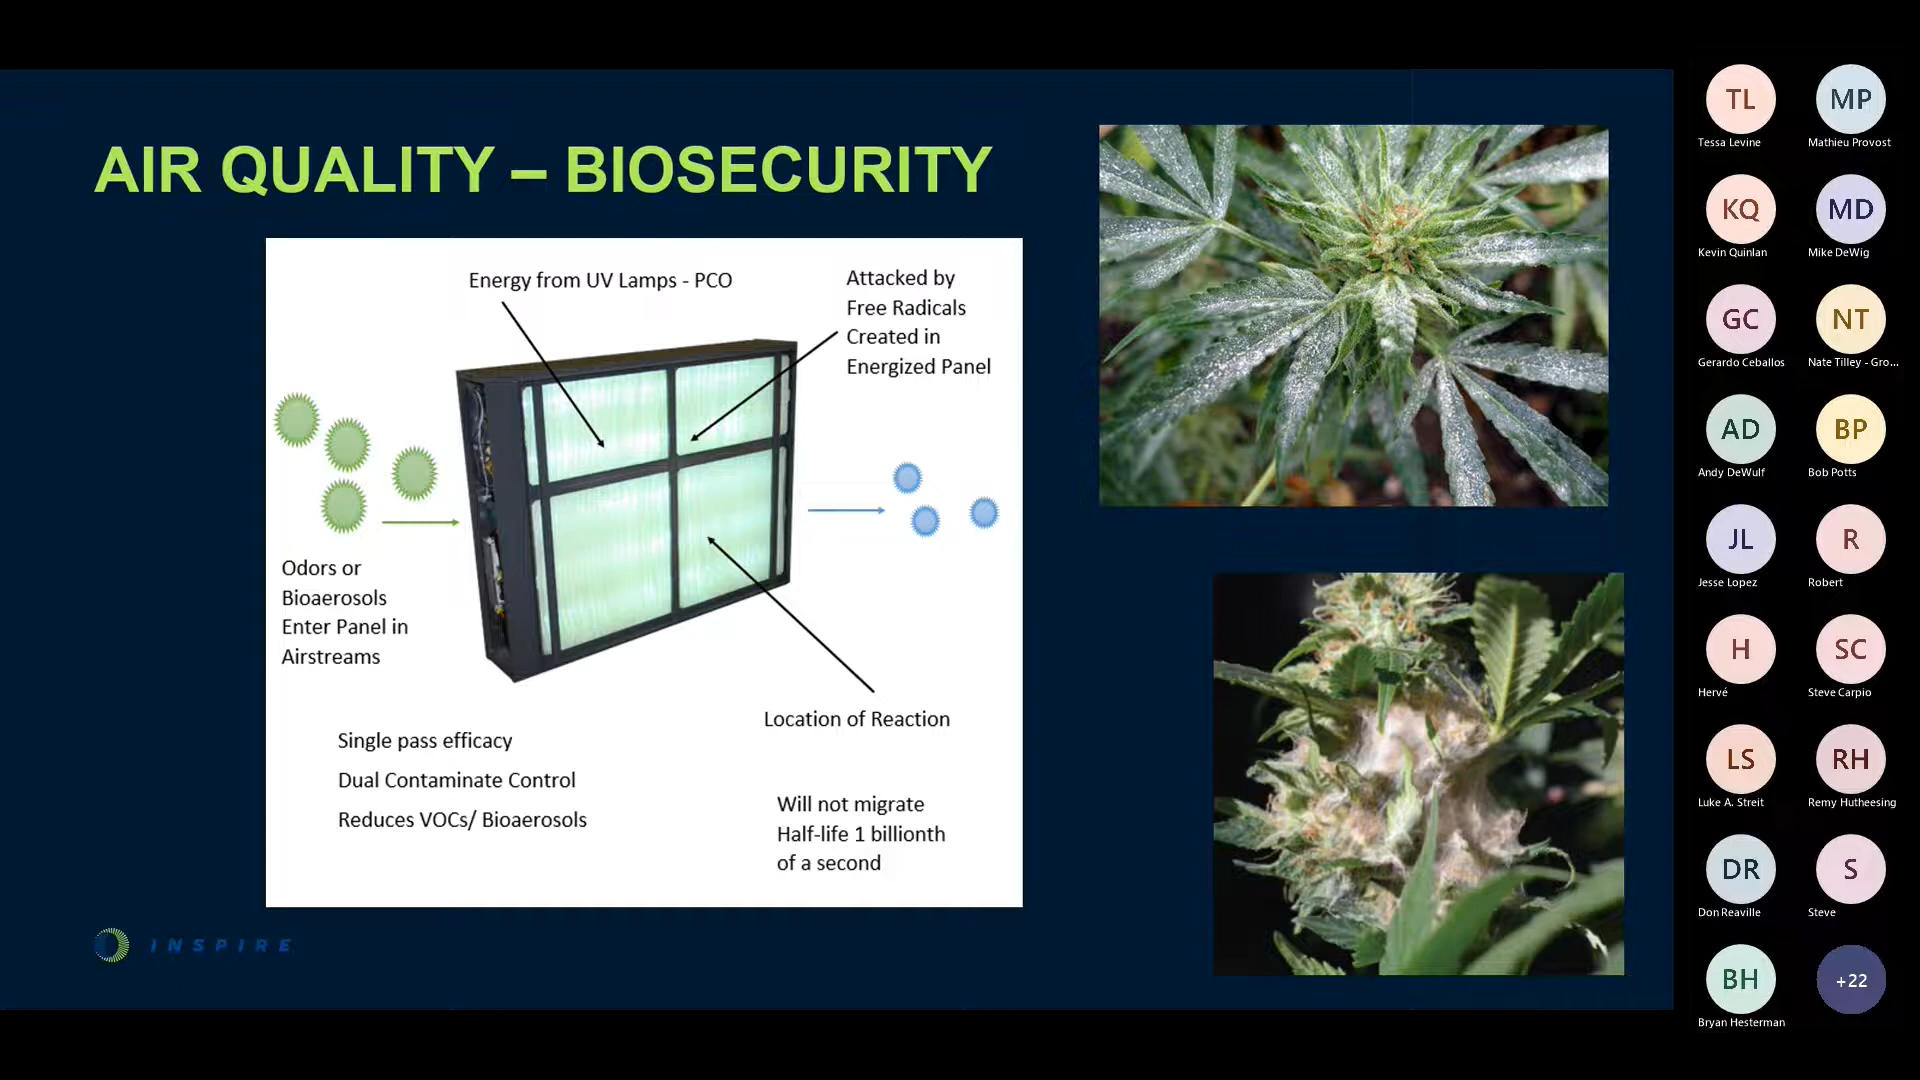 AIR QUALITY – BIOSECURITY
Energy from UV Lamps - PCO
Attacked by
Free Radicals
Created in
Energized Panel
Odors or
Bioaerosols
Enter Panel in
Airstreams
Location of Reaction
Single pass efficacy
Dual Contaminate Control
Reduces VOCs/ Bioaerosols
Will not migrate
Half-life 1 billionth
of a second
INSPIRE
TL
Tessa Levine
MP
Mathieu Provost
KQ
Kevin Quinlan
MD
Mike DeWig
GC
Gerardo Ceballos
NT
Nate Tilley - Gro...
AD
Andy DeWulf
BP
Bob Potts
JL
Jesse Lopez
R
Robert
H
Hervé
SC
Steve Carpio
LS
Luke A. Streit
RH
Remy Hutheesing
DR
Don Reaville
S
Steve
BH
Bryan Hesterman
+22